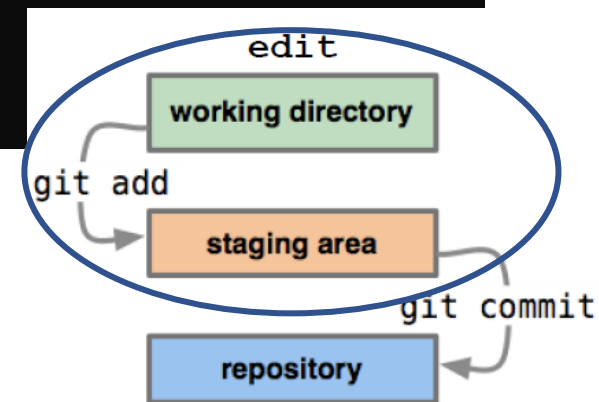 edit
working directory
git add
staging area
git commit
repository